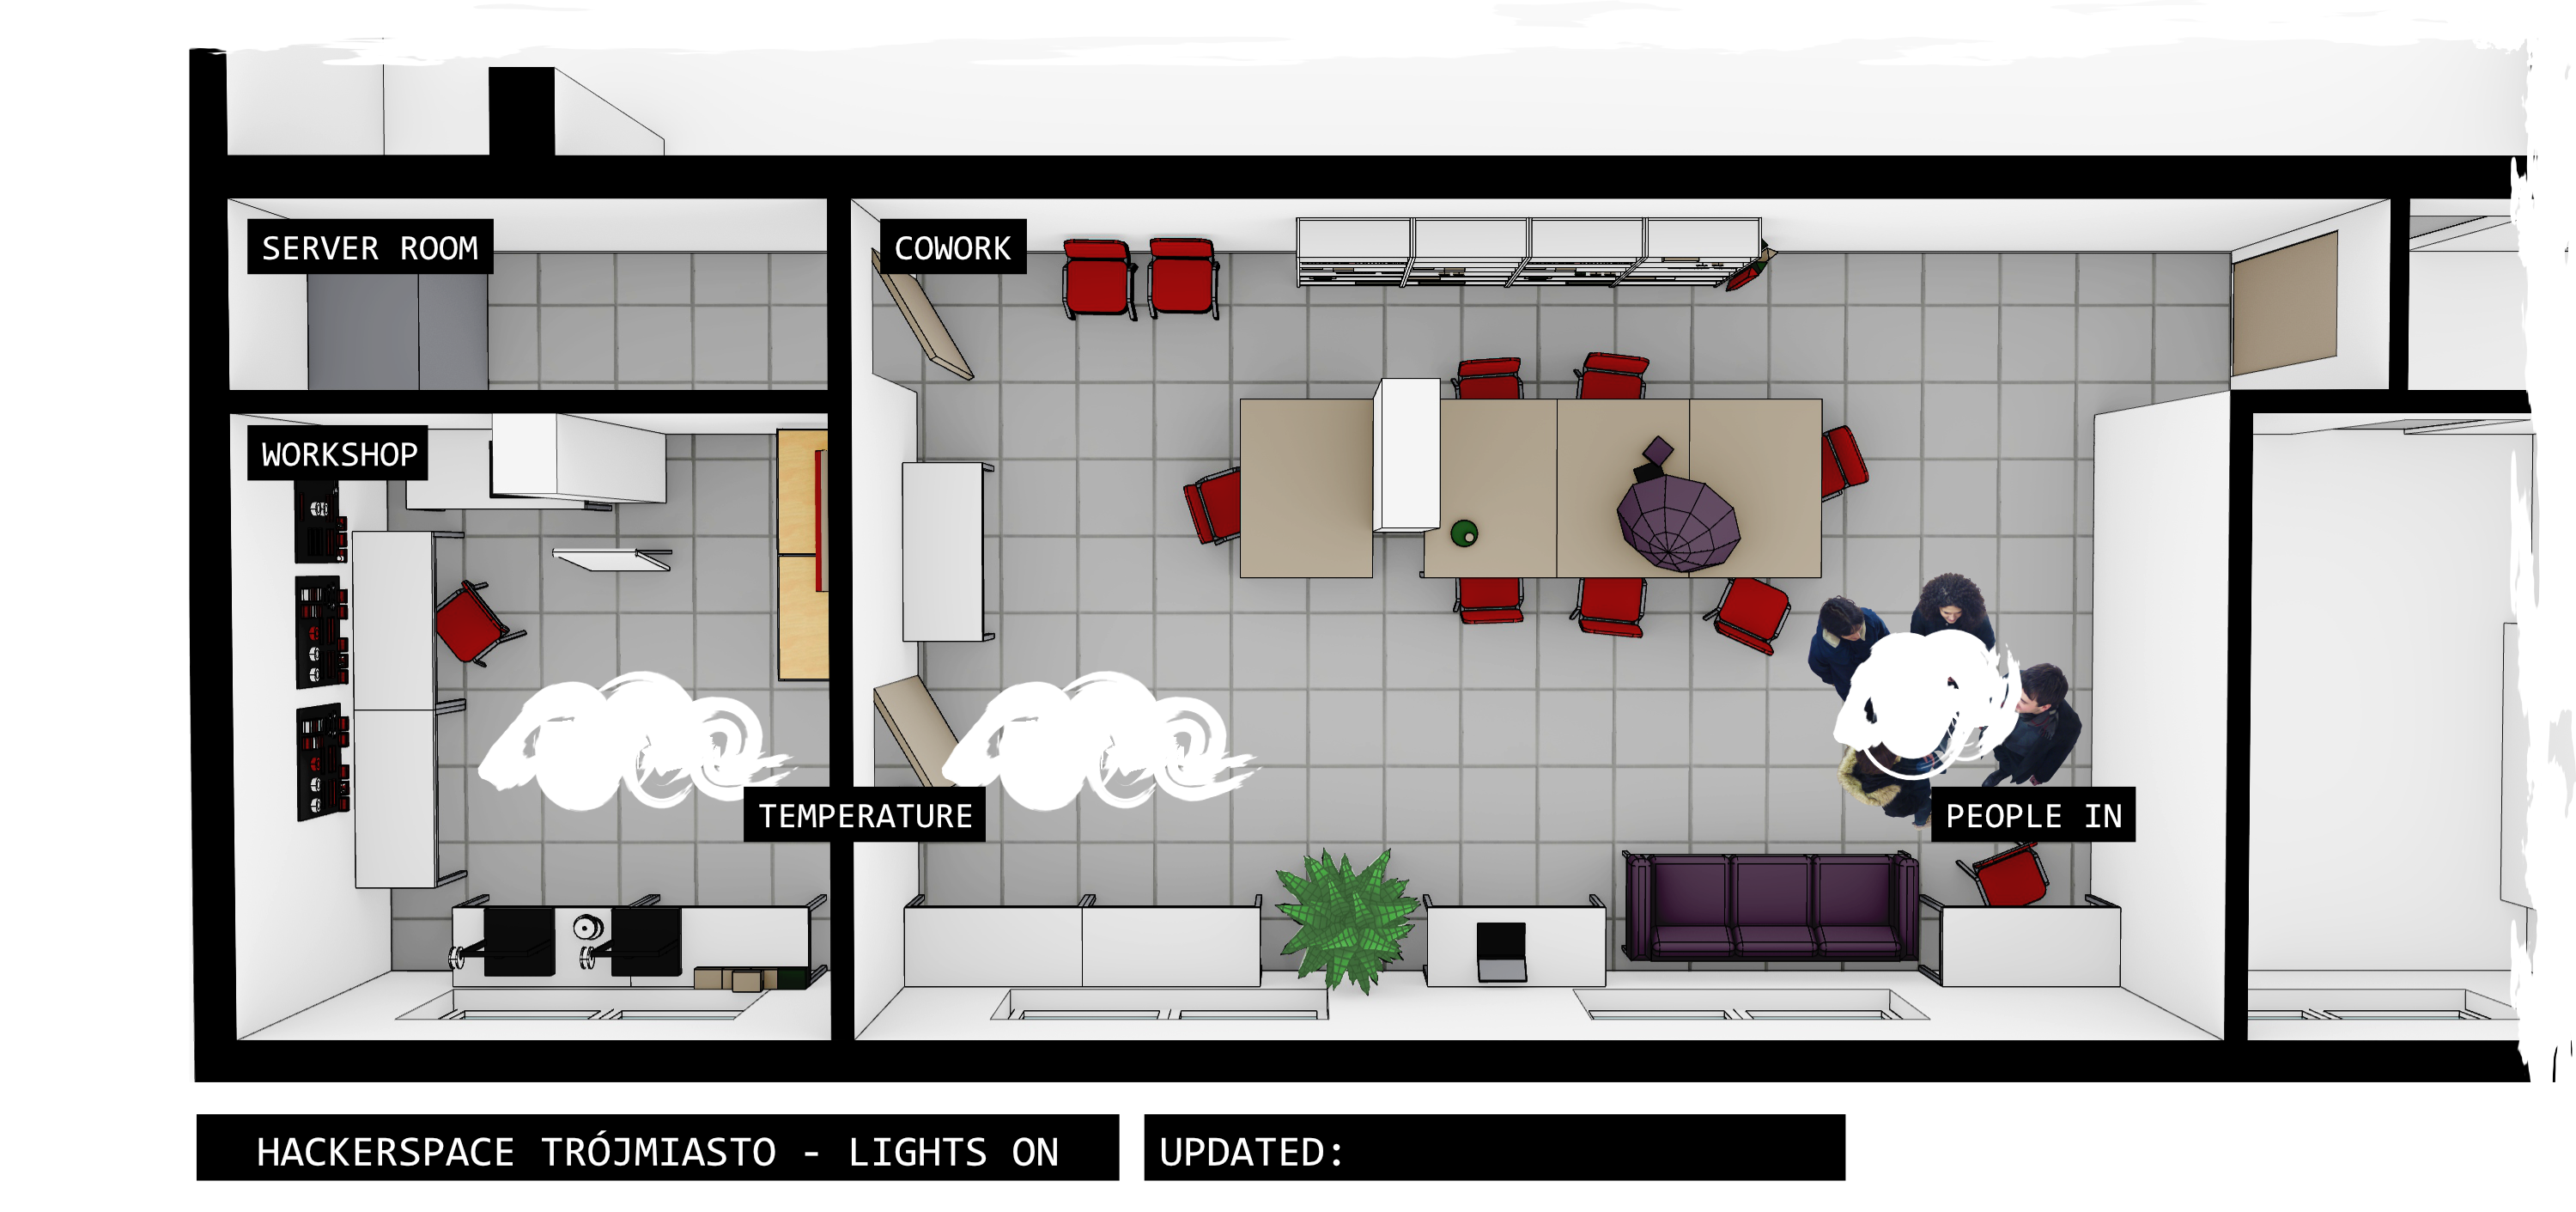 SERVER ROOM
COWORK
WORKSHOP
TEMPERATURE
PEOPLE IN
HACKERSPACE TRÓJMIASTO - LIGHTS ON
UPDATED: